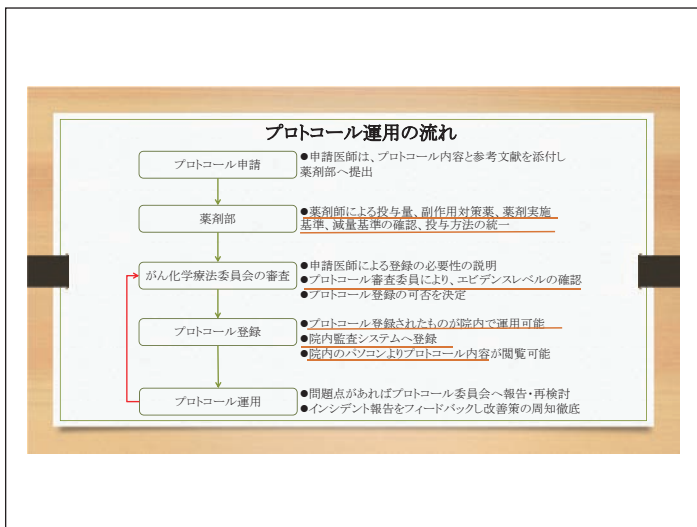 プロトコール運用の流れ
プロトコール申請
●申請医師は、プロトコール内容と参考文献を添付し
薬剤部へ提出
薬剤部
●薬剤師による投与量、副作用対策薬、薬剤実施
基準、減量基準の確認、投与方法の統一
がん化学療法委員会の審査
●申請医師による登録の必要性の説明
●プロトコール審査委員により、エビデンスレベルの確認
●プロトコール登録の可否を決定
プロトコール登録
●プロトコール登録されたものが院内で運用可能
●院内監査システムへ登録
●院内のパソコンよりプロトコール内容が閲覧可能
プロトコール運用
●問題点があればプロトコール委員会へ報告・再検討
●インシデント報告をフィードバックし改善策の周知徹底